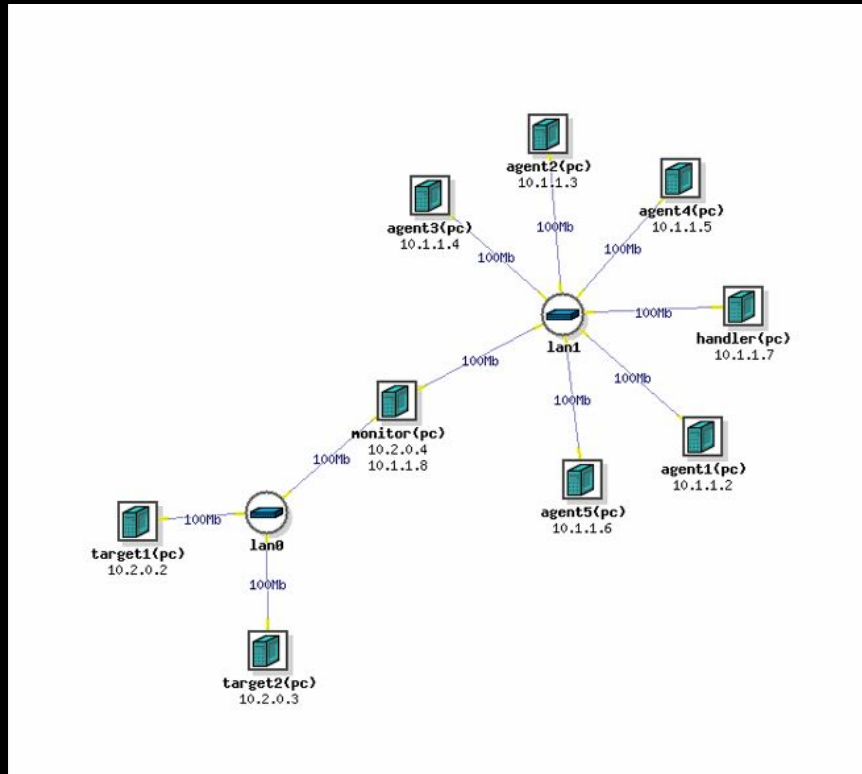 agent2(pc)
10.1.1.3
agent4(pc)
10.1.1.5
agent3(pc)
10.1.1.4
100Mb
100Mb
100Mb
handler(pc)
10.1.1.7
100Mb
lan1
100Mb
100Mb
100Mb
monitor(pc)
10.2.0.4
10.1.1.8
agent1(pc)
10.1.1.2
agent5(pc)
10.1.1.6
100Mb
100Mb
lan0
target1(pc)
10.2.0.2
100Mb
target2(pc)
10.2.0.3